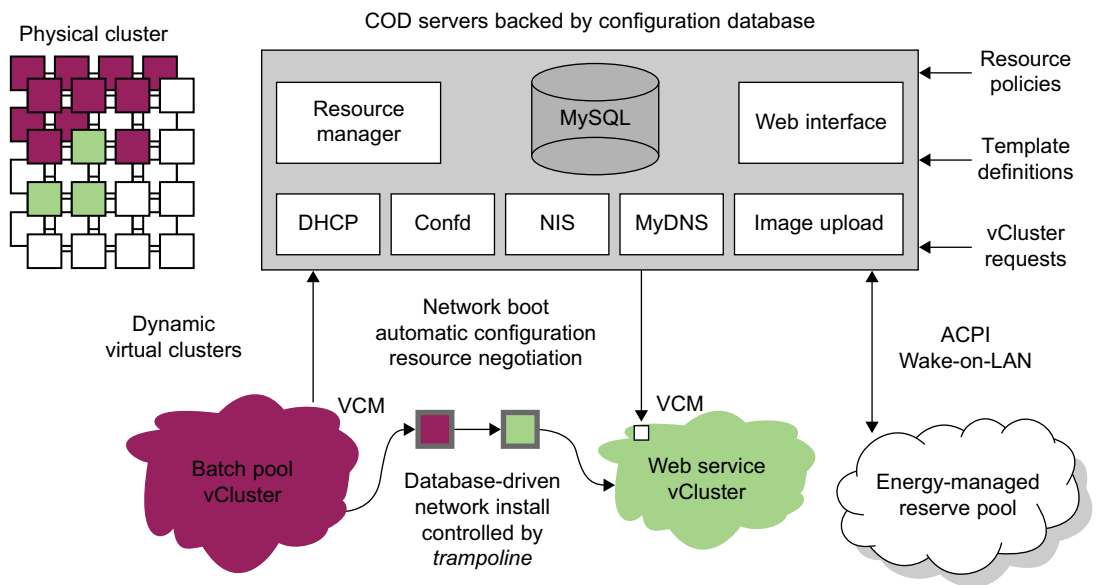 COD servers backed by configuration database
Physical cluster
Resource
manager
MySQL
Web interface
Resource
policies
Template
definitions
DHCP
Confd
NIS
MyDNS
Image upload
vCluster
requests
Dynamic
virtual clusters
Network boot
automatic configuration
resource negotiation
ACPI
Wake-on-LAN
VCM
VCM
Batch pool
vCluster
Database-driven
network install
controlled by
trampoline
Web service
vCluster
Energy-managed
reserve pool